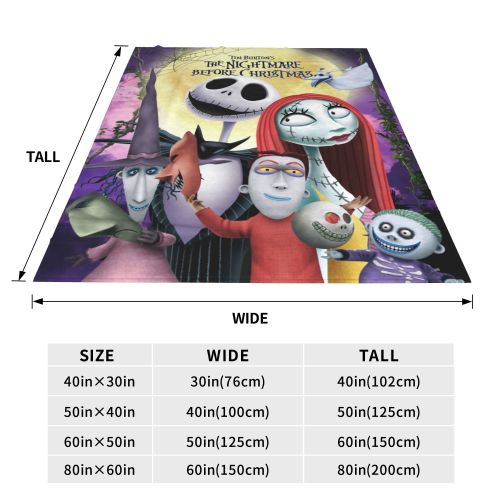 TIM BURTON'S
THE NIGHTMARE
BEFORE CHRISTMAS
TALL
WIDE
SIZE WIDE TALL
40in×30in 30in(76cm) 40in(102cm)
50in×40in 40in(100cm) 50in(125cm)
60in×50in 50in(125cm) 60in(150cm)
80in×60in 60in(150cm) 80in(200cm)